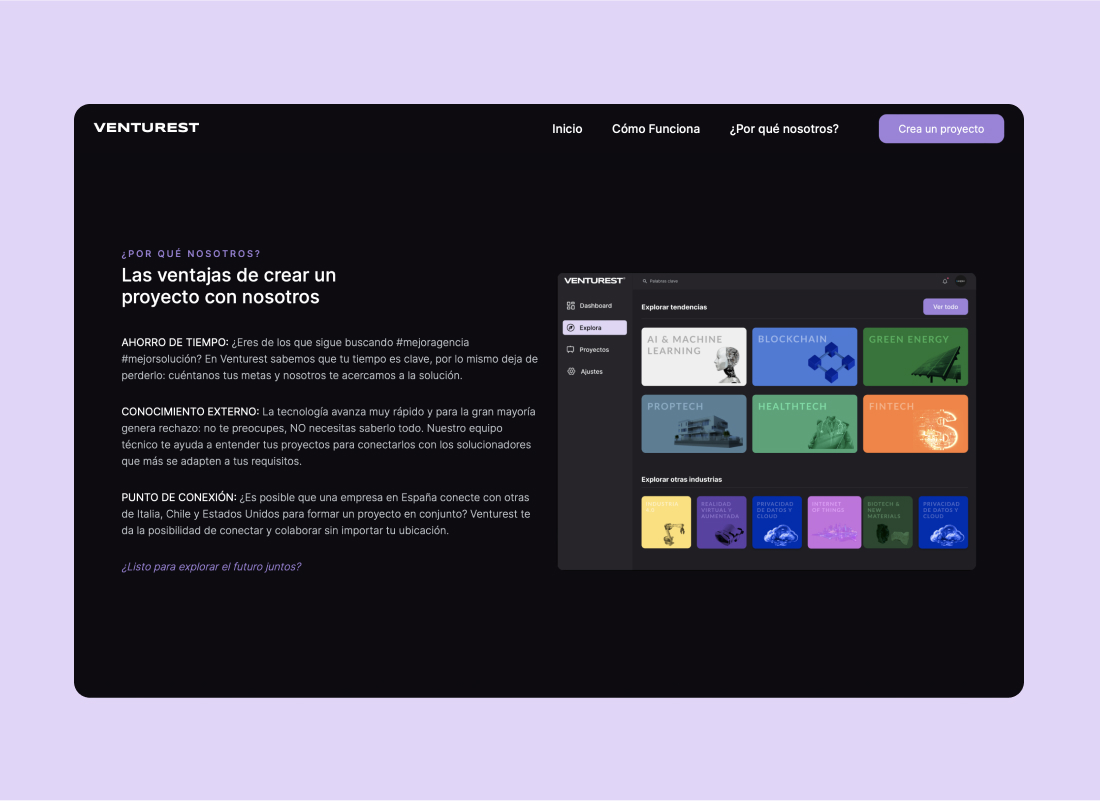 VENTUREST
Inicio
Cómo Funciona
¿Por qué nosotros?
Crea un proyecto
¿POR QUÉ NOSOTROS?
Las ventajas de crear un
proyecto con nosotros
AHORRO DE TIEMPO: ¿Eres de los que sigue buscando #mejoragencia
#mejorsolución? En Venturest sabemos que tu tiempo es clave, por lo mismo deja de
perderlo: cuéntanos tus metas y nosotros te acercamos a la solución.
CONOCIMIENTO EXTERNO: La tecnología avanza muy rápido y para la gran mayoría
genera rechazo: no te preocupes, NO necesitas saberlo todo. Nuestro equipo
técnico te ayuda a entender tus proyectos para conectarlos con los solucionadores
que más se adapten a tus requisitos.
PUNTO DE CONEXIÓN: ¿Es posible que una empresa en España conecte con otras
de Italia, Chile y Estados Unidos para formar un proyecto en conjunto? Venturest te
da la posibilidad de conectar y colaborar sin importar tu ubicación.
¿Listo para explorar el futuro juntos?
VENTUREST
Palabras clave
Dashboard
Explora
Proyectos
Ajustes
Explorar tendencias
Ver todo
AI & MACHINE
LEARNING
BLOCKCHAIN
GREEN ENERGY
PROPTECH
HEALTHTECH
FINTECH
Explorar otras industrias
REALIDAD
VIRTUAL Y
AUMENTADA
PRIVACIDAD
DE DATOS Y
CLOUD
INTERNET
OF THINGS
BIOTECH &
NEW
MATERIALS
PRIVACIDAD
DE DATOS Y
CLOUD